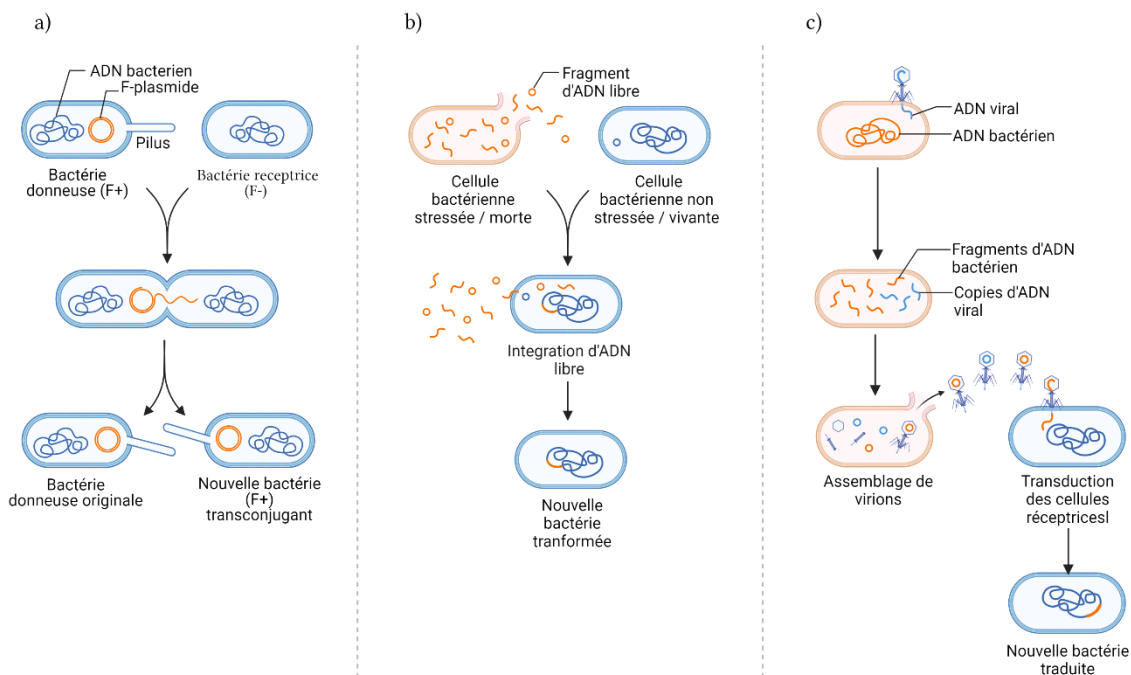 a)
ADN bacterien
F-plasmide
Pilus
Bactérie
donneuse (F+)
Bactérie receptrice
(F-)
Bactérie
donneuse originale
Nouvelle bactérie
(F+)
transconjugant
b)
Fragment
d'ADN libre
Cellule
bactérienne
stressée / morte
Cellule
bactérienne non
stressée / vivante
Integration d'ADN
libre
Nouvelle
bactérie
tranformée
c)
ADN viral
ADN bactérien
Fragments d'ADN
bactérien
Copies d'ADN
viral
Assemblage de
virions
Transduction
des cellules
réceptricesl
Nouvelle bactérie
traduite